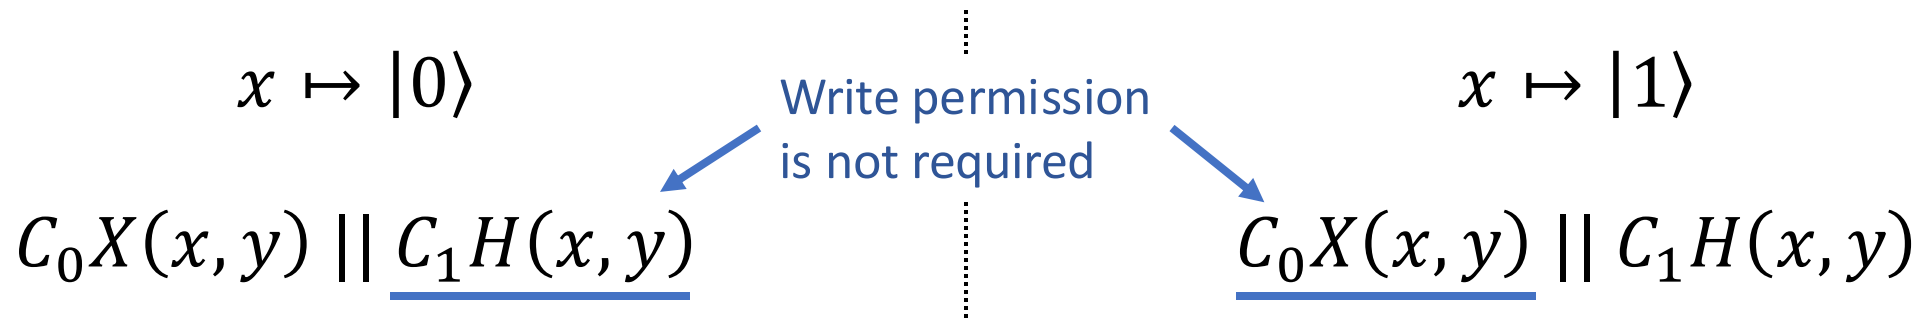 x ↦ |0⟩
C₀X(x, y) || C₁H(x, y)
Write permission
is not required
x ↦ |1⟩
C₀X(x, y) || C₁H(x, y)